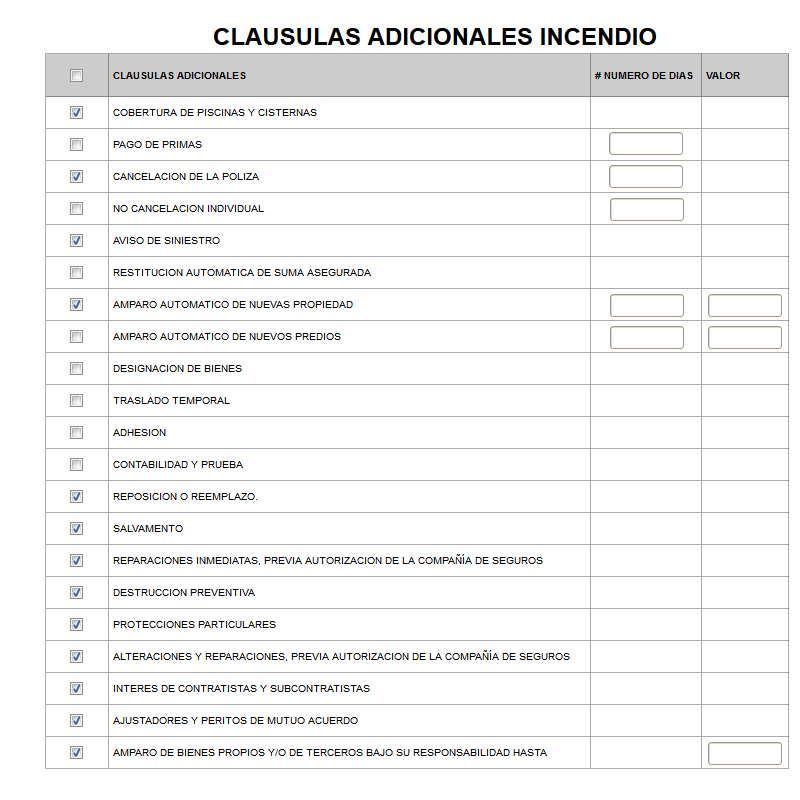 CLAUSULAS ADICIONALES INCENDIO
CLAUSULAS ADICIONALES # NUMERO DE DIAS VALOR
COBERTURA DE PISCINAS Y CISTERNAS
PAGO DE PRIMAS
CANCELACION DE LA POLIZA
NO CANCELACION INDIVIDUAL
AVISO DE SINIESTRO
RESTITUCION AUTOMATICA DE SUMA ASEGURADA
AMPARO AUTOMATICO DE NUEVAS PROPIEDAD
AMPARO AUTOMATICO DE NUEVOS PREDIOS
DESIGNACION DE BIENES
TRASLADO TEMPORAL
ADHESION
CONTABILIDAD Y PRUEBA
REPOSICION O REEMPLAZO.
SALVAMENTO
REPARACIONES INMEDIATAS, PREVIA AUTORIZACION DE LA COMPAÑÍA DE SEGUROS
DESTRUCCION PREVENTIVA
PROTECCIONES PARTICULARES
ALTERACIONES Y REPARACIONES, PREVIA AUTORIZACION DE LA COMPAÑÍA DE SEGUROS
INTERES DE CONTRATISTAS Y SUBCONTRATISTAS
AJUSTADORES Y PERITOS DE MUTUO ACUERDO
AMPARO DE BIENES PROPIOS Y/O DE TERCEROS BAJO SU RESPONSABILIDAD HASTA